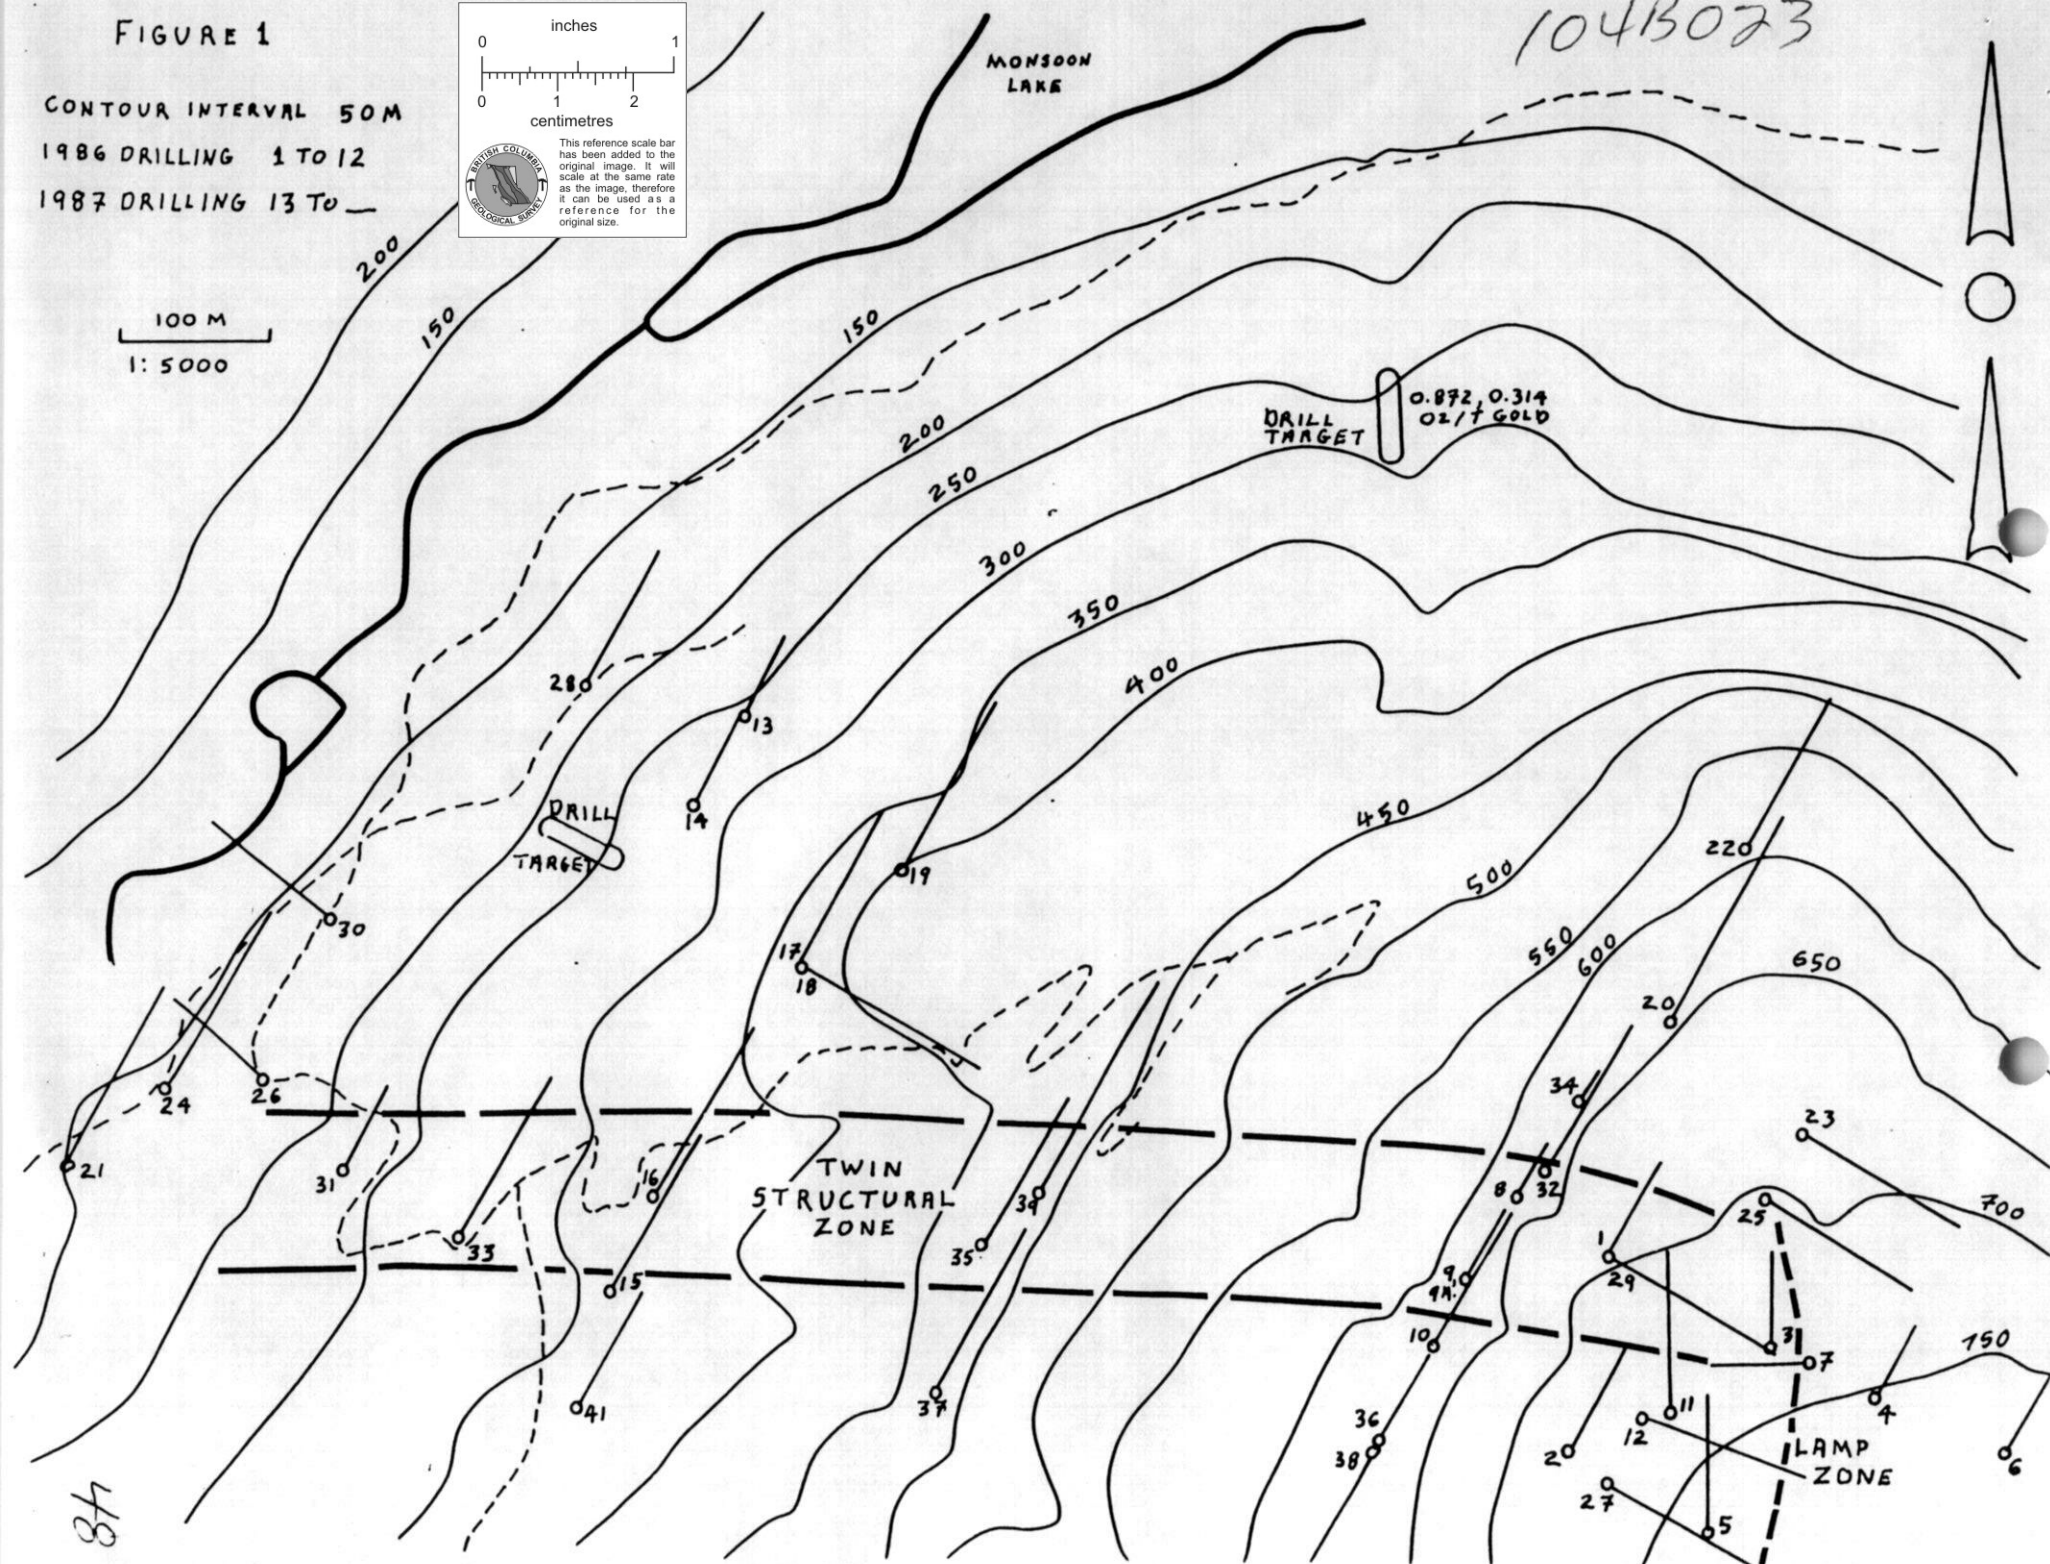 FIGURE 1
CONTOUR INTERVAL 50 M
1986 DRILLING 1 TO 12
1987 DRILLING 13 TO __
100 M
1: 5000
inches
0 1
0 1 2
centimetres
BRITISH COLUMBIA
GEOLOGICAL SURVEY
This reference scale bar
has been added to the
original image. It will
scale at the same rate
as the image, therefore
it can be used as a
reference for the
original size.
104B023
MONSOON
LAKE
200
150
150
200
250
300
350
400
450
500
550
600
650
700
750
DRILL
TARGET
0.872, 0.314
OZ/T GOLD
28
13
14
DRILL
TARGET
19
17
18
30
24
26
21
31
33
16
15
41
TWIN
STRUCTURAL
ZONE
39
35
37
22
20
34
32
8
9,
9A.
10
36
38
23
25
1
29
3
7
11
12
2
27
5
4
6
LAMP
ZONE
48